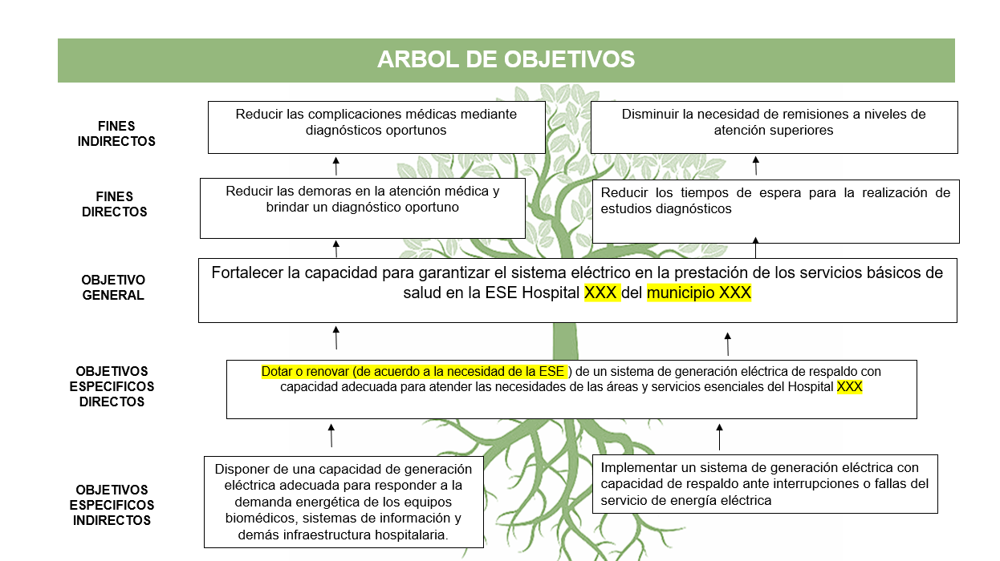 ARBOL DE OBJETIVOS
FINES
INDIRECTOS
Reducir las complicaciones médicas mediante
diagnósticos oportunos
Disminuir la necesidad de remisiones a niveles de
atención superiores
FINES
DIRECTOS
Reducir las demoras en la atención médica y
brindar un diagnóstico oportuno
Reducir los tiempos de espera para la realización de
estudios diagnósticos
OBJETIVO
GENERAL
Fortalecer la capacidad para garantizar el sistema eléctrico en la prestación de los servicios básicos de
salud en la ESE Hospital XXX del municipio XXX
OBJETIVOS
ESPECIFICOS
DIRECTOS
Dotar o renovar (de acuerdo a la necesidad de la ESE ) de un sistema de generación eléctrica de respaldo con
capacidad adecuada para atender las necesidades de las áreas y servicios esenciales del Hospital XXX
OBJETIVOS
ESPECIFICOS
INDIRECTOS
Disponer de una capacidad de generación
eléctrica adecuada para responder a la
demanda energética de los equipos
biomédicos, sistemas de información y
demás infraestructura hospitalaria.
Implementar un sistema de generación eléctrica con
capacidad de respaldo ante interrupciones o fallas del
servicio de energía eléctrica